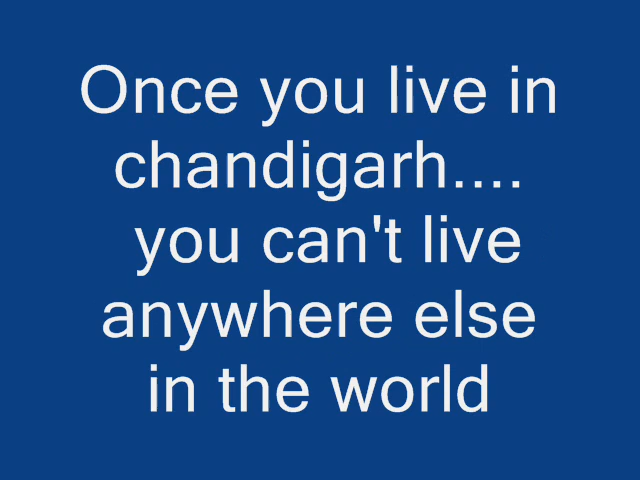 Once you live in
chandigarh....
you can't live
anywhere else
in the world